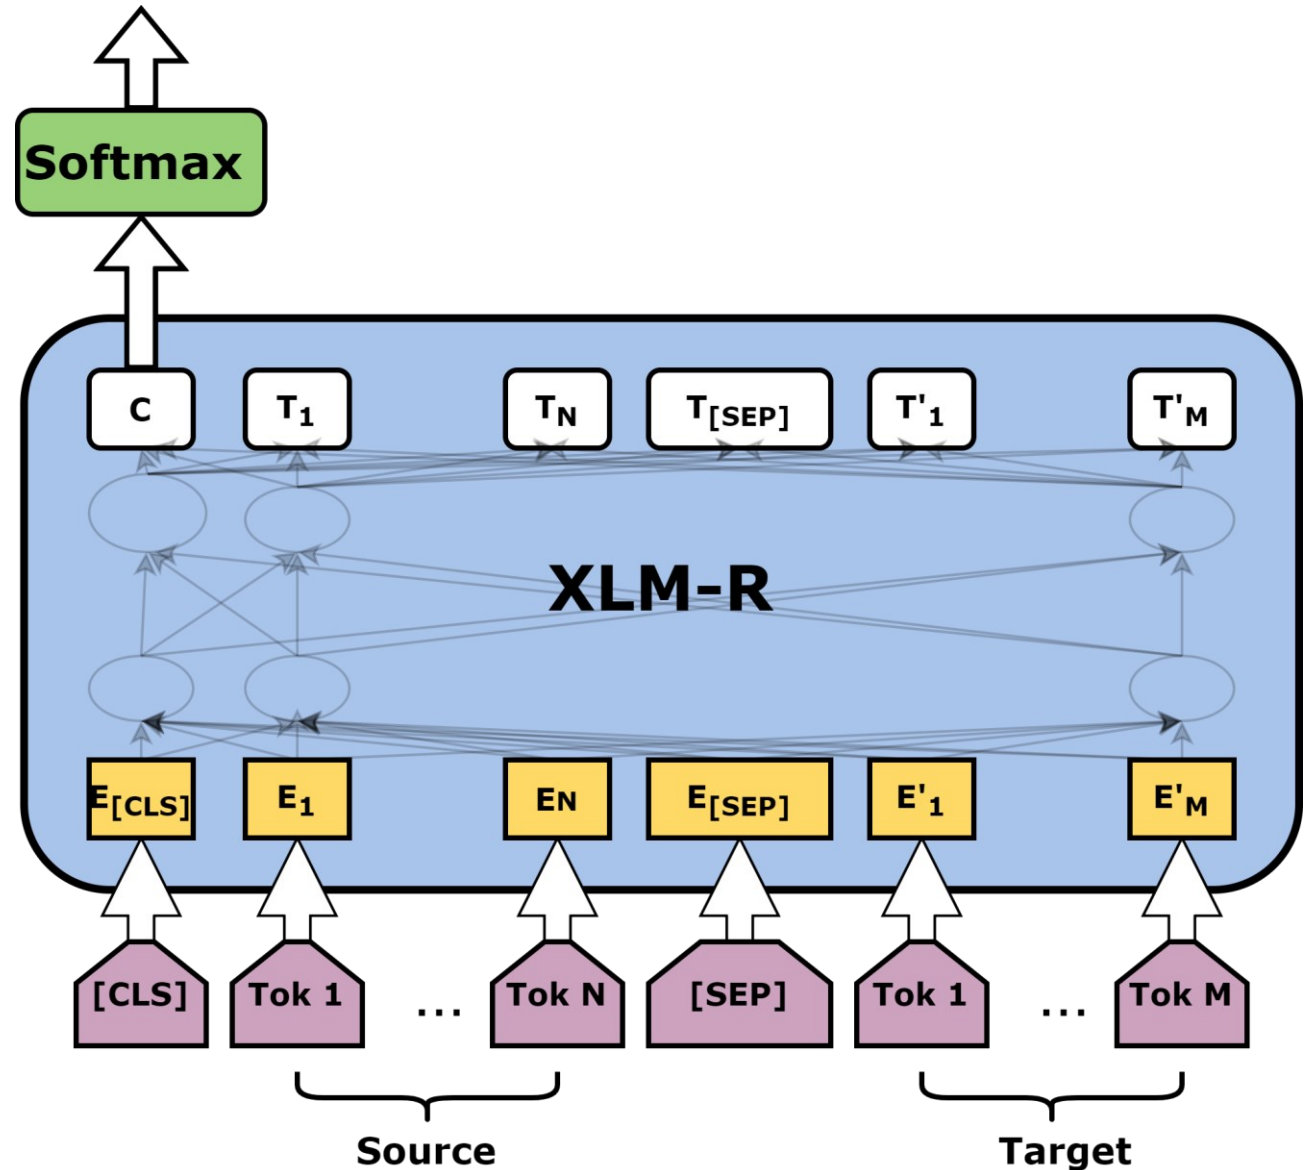 Softmax
C T1 TN T[SEP] T'1 T'M
XLM-R
E[CLS] E1 EN E[SEP] E'1 E'M
[CLS] Tok 1 ... Tok N [SEP] Tok 1 ... Tok M
Source Target